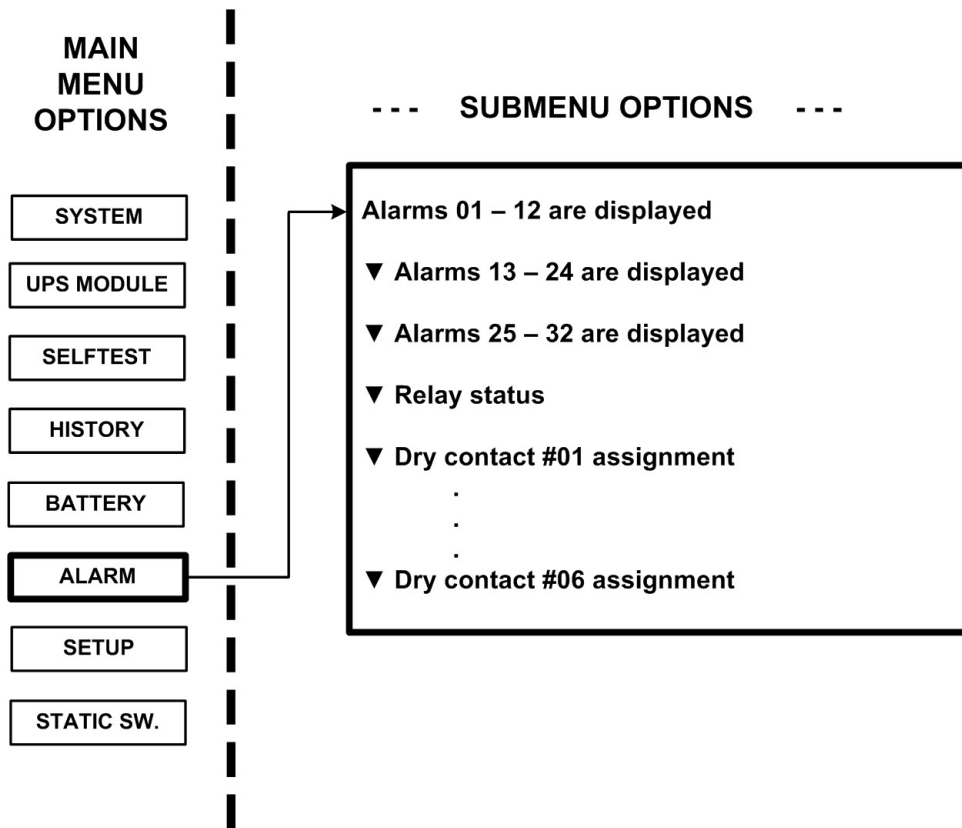 MAIN
MENU
OPTIONS
SYSTEM
UPS MODULE
SELFTEST
HISTORY
BATTERY
ALARM
SETUP
STATIC SW.
- - - SUBMENU OPTIONS - - -
Alarms 01 – 12 are displayed
▼ Alarms 13 – 24 are displayed
▼ Alarms 25 – 32 are displayed
▼ Relay status
▼ Dry contact #01 assignment
.
.
.
▼ Dry contact #06 assignment